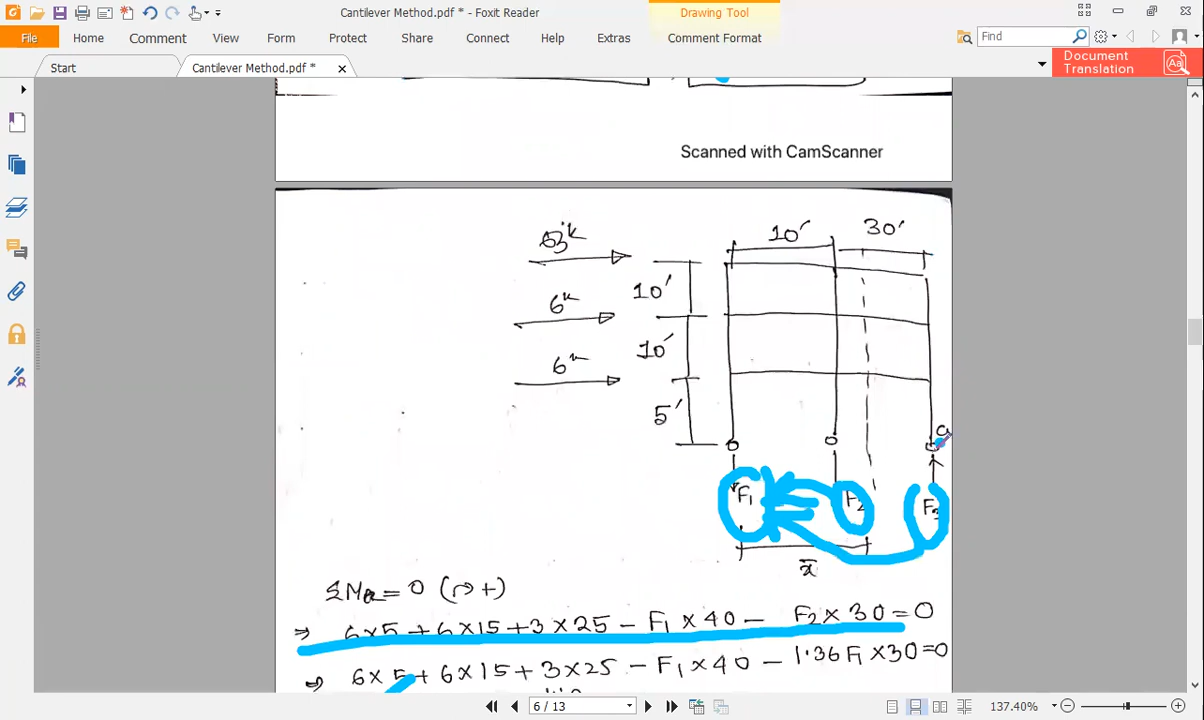 Cantilever Method.pdf * - Foxit Reader
Drawing Tool
File Home Comment View Form Protect Share Connect Help Extras Comment Format Find
Start
Cantilever Method.pdf *
Document
Translation
Scanned with CamScanner
10′ 30′
3ᵏ
10′
6ᵏ
10′
6ᵏ
5′
a
F₁ F₂ F₃
x̄
ΣMa = 0 (↷+)
⇒ 6×5 + 6×15 + 3×25 − F₁×40 − F₂×30 = 0
⇒ 6×5 + 6×15 + 3×25 − F₁×40 − 1.36F₁×30=0
6 / 13
137.40%